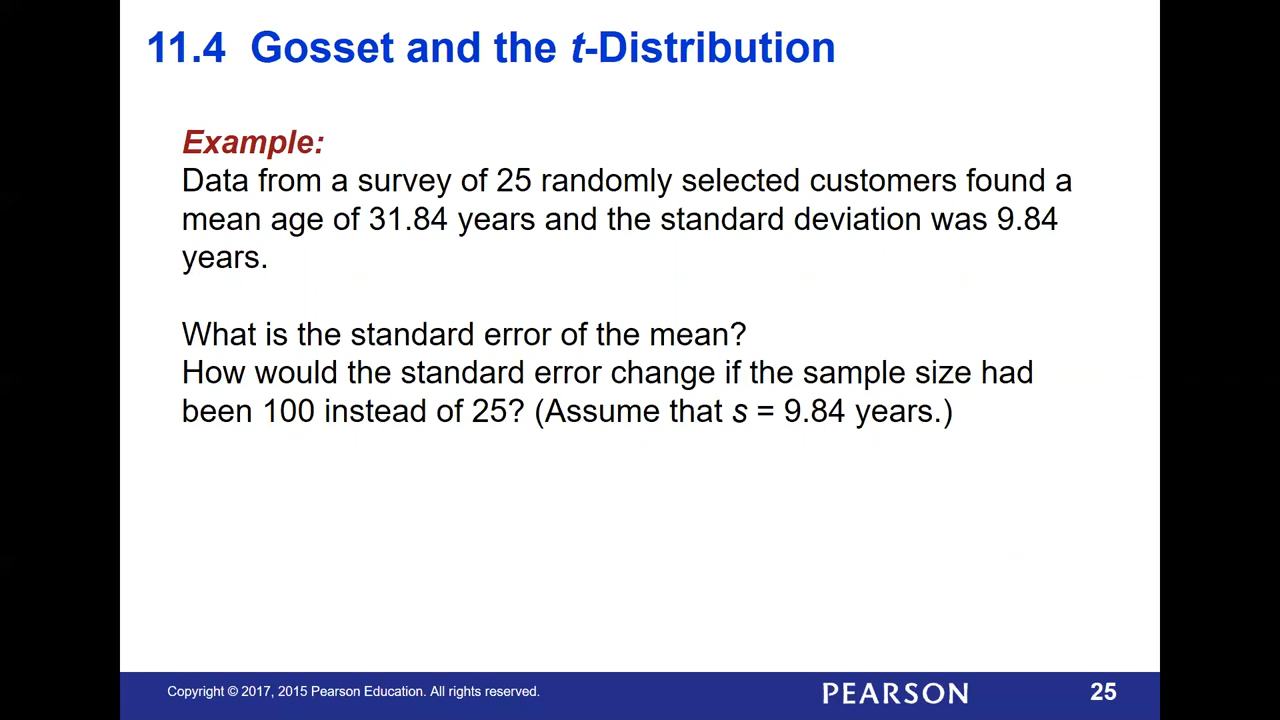 11.4 Gosset and the t-Distribution
Example:
Data from a survey of 25 randomly selected customers found a
mean age of 31.84 years and the standard deviation was 9.84
years.
What is the standard error of the mean?
How would the standard error change if the sample size had
been 100 instead of 25? (Assume that s = 9.84 years.)
Copyright © 2017, 2015 Pearson Education. All rights reserved.
PEARSON
25